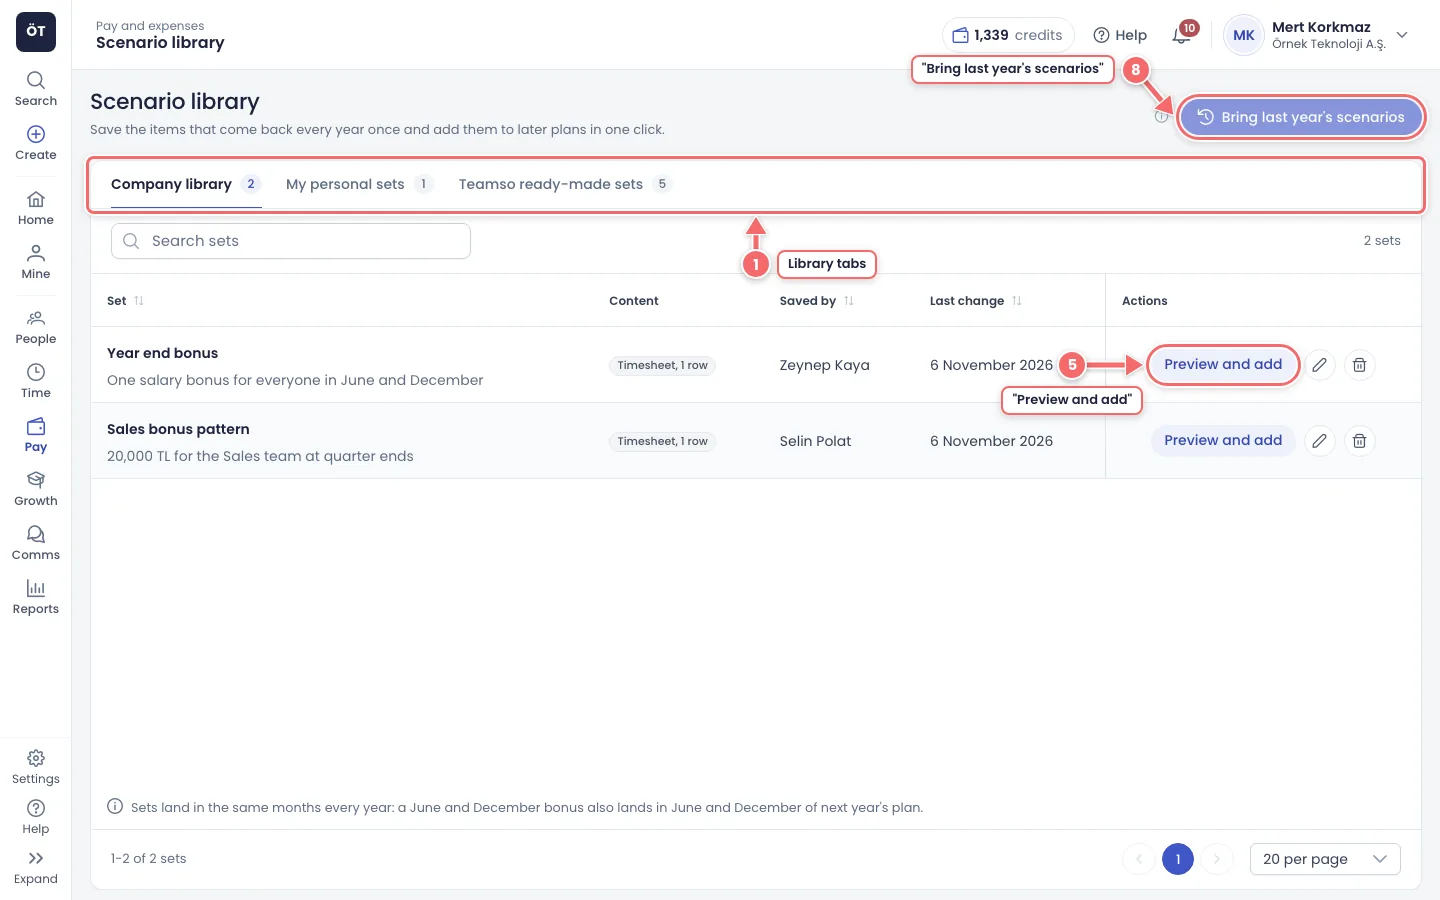 ÖT
Search
Create
Home
Mine
People
Time
Pay
Growth
Comms
Reports
Settings
Help
Expand
Pay and expenses
Scenario library
1,339 credits
Help
10
MK
Mert Korkmaz
Örnek Teknoloji A.Ş.
"Bring last year's scenarios"
8
Scenario library
Save the items that come back every year once and add them to later plans in one click.
Bring last year's scenarios
Company library 2
My personal sets 1
Teamso ready-made sets 5
Search sets
1
Library tabs
2 sets
Set
Content
Saved by
Last change
Actions
Year end bonus
One salary bonus for everyone in June and December
Timesheet, 1 row
Zeynep Kaya
6 November 2026
5
Preview and add
"Preview and add"
Sales bonus pattern
20,000 TL for the Sales team at quarter ends
Timesheet, 1 row
Selin Polat
6 November 2026
Preview and add
Sets land in the same months every year: a June and December bonus also lands in June and December of next year's plan.
1-2 of 2 sets
1
20 per page